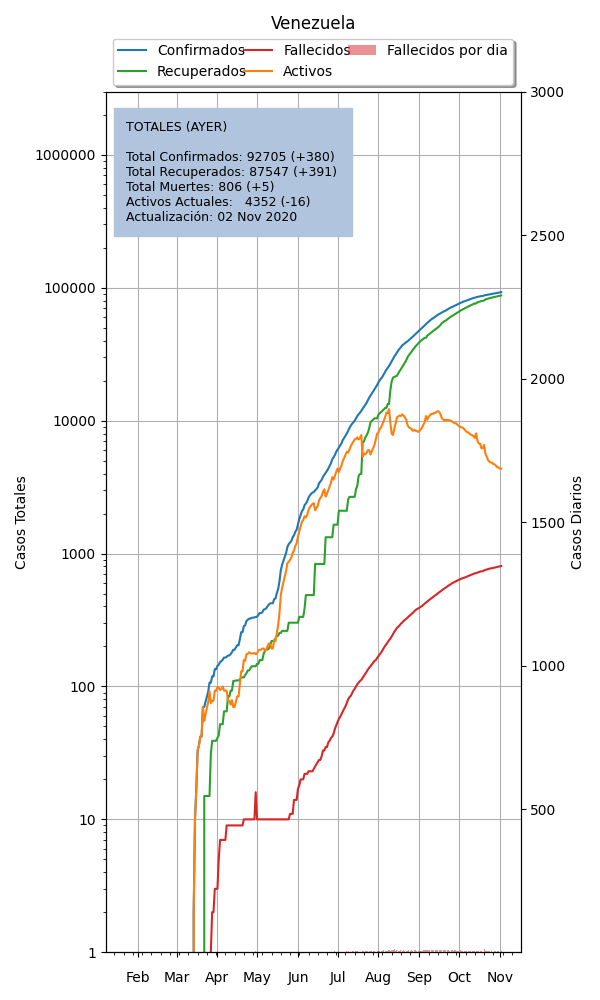 Venezuela
Confirmados
Recuperados
Fallecidos
Activos
Fallecidos por dia
TOTALES (AYER)
Total Confirmados: 92705 (+380)
Total Recuperados: 87547 (+391)
Total Muertes: 806 (+5)
Activos Actuales:   4352 (-16)
Actualización: 02 Nov 2020
Casos Totales
1000000
100000
10000
1000
100
10
1
3000
2500
2000
1500
1000
500
Casos Diarios
Feb Mar Apr May Jun Jul Aug Sep Oct Nov